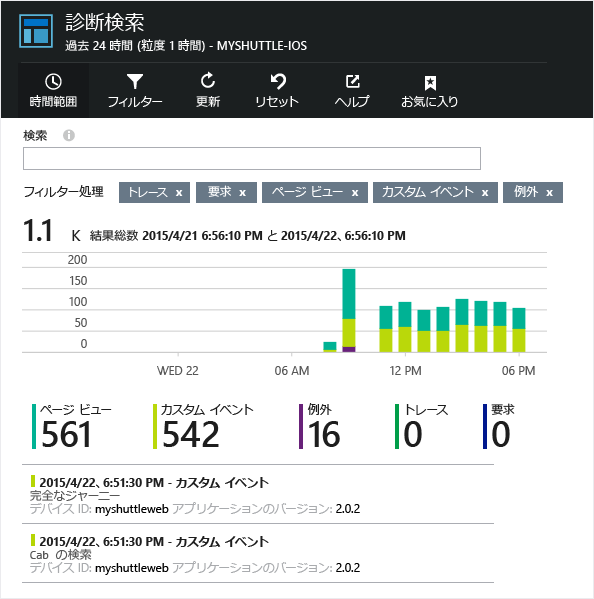 診断検索
過去 24 時間 (粒度 1 時間) - MYSHUTTLE-IOS
時間範囲 フィルター 更新 リセット ヘルプ お気に入り
検索
フィルター処理 トレース x 要求 x ページ ビュー x カスタム イベント x 例外 x
1.1 K 結果総数 2015/4/21 6:56:10 PM と 2015/4/22、6:56:10 PM
200
150
100
50
0
WED 22 06 AM 12 PM 06 PM
ページ ビュー カスタム イベント 例外 トレース 要求
561 542 16 0 0
2015/4/22、6:51:30 PM - カスタム イベント
完全なジャーニー
デバイス ID: myshuttleweb アプリケーションのバージョン: 2.0.2
2015/4/22、6:51:30 PM - カスタム イベント
Cab の検索
デバイス ID: myshuttleweb アプリケーションのバージョン: 2.0.2